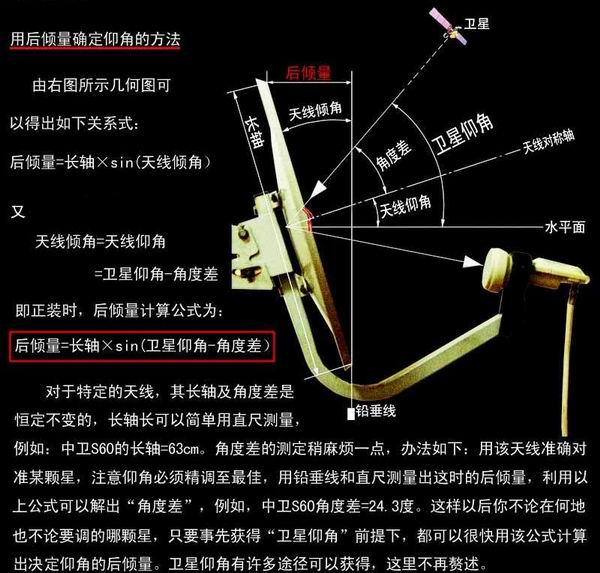 用后倾量确定仰角的方法
由右图所示几何图可
以得出如下关系式：
后倾量=长轴×sin(天线倾角)
又
天线倾角=天线仰角
=卫星仰角-角度差
即正装时，后倾量计算公式为：
后倾量=长轴×sin(卫星仰角-角度差)
卫星
后倾量
天线倾角
长轴
卫星仰角
角度差
天线对称轴
天线仰角
水平面
铅垂线
对于特定的天线，其长轴及角度差是
恒定不变的，长轴长可以简单用直尺测量，
例如：中卫S60的长轴=63cm。角度差的测定稍麻烦一点，办法如下：用该天线准确对
准某颗星，注意仰角必须精调至最佳，用铅垂线和直尺测量出这时的后倾量，利用以
上公式可以解出“角度差”，例如，中卫S60角度差=24.3度。这样以后你不论在何地
也不论要调的哪颗星，只要事先获得“卫星仰角”前提下，都可以很快用该公式计算
出决定仰角的后倾量。卫星仰角有许多途径可以获得，这里不再赘述。